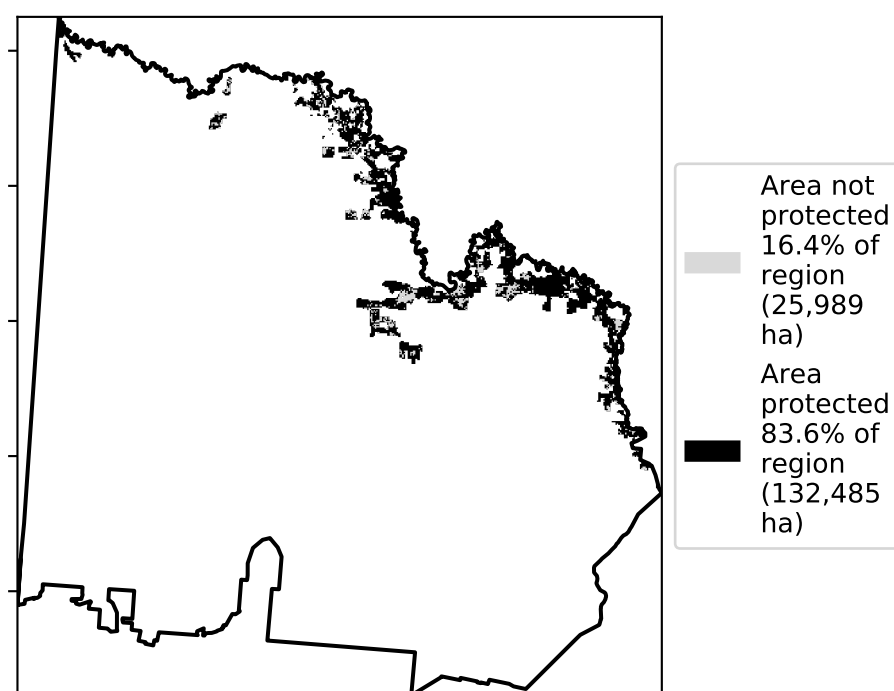 Area not
protected
16.4% of
region
(25,989
ha)
Area
protected
83.6% of
region
(132,485
ha)